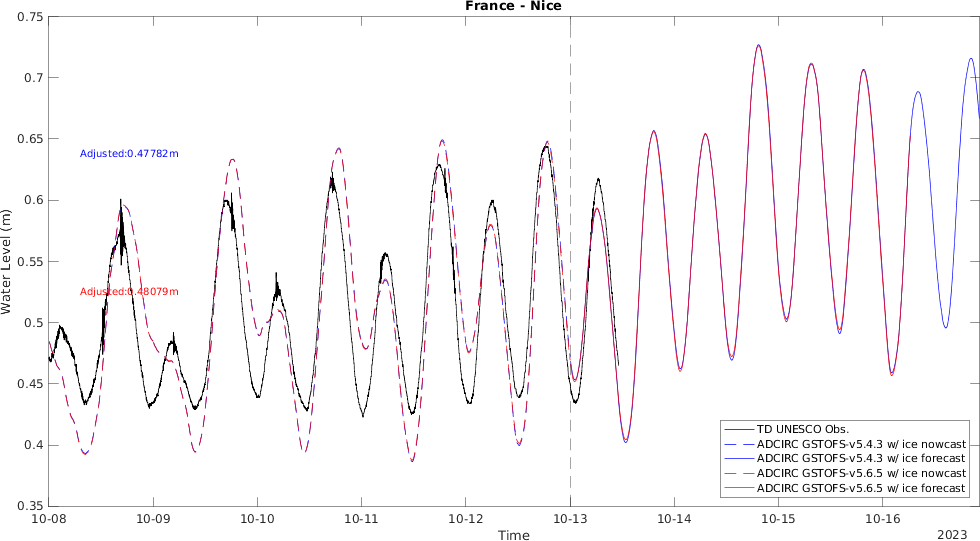 France - Nice
0.75
0.7
0.65
0.6
0.55
0.5
0.45
0.4
0.35
Water Level (m)
Adjusted:0.47782m
Adjusted:0.48079m
TD UNESCO Obs.
ADCIRC GSTOFS-v5.4.3 w/ ice nowcast
ADCIRC GSTOFS-v5.4.3 w/ ice forecast
ADCIRC GSTOFS-v5.6.5 w/ ice nowcast
ADCIRC GSTOFS-v5.6.5 w/ ice forecast
10-08 10-09 10-10 10-11 10-12 10-13 10-14 10-15 10-16
Time
2023